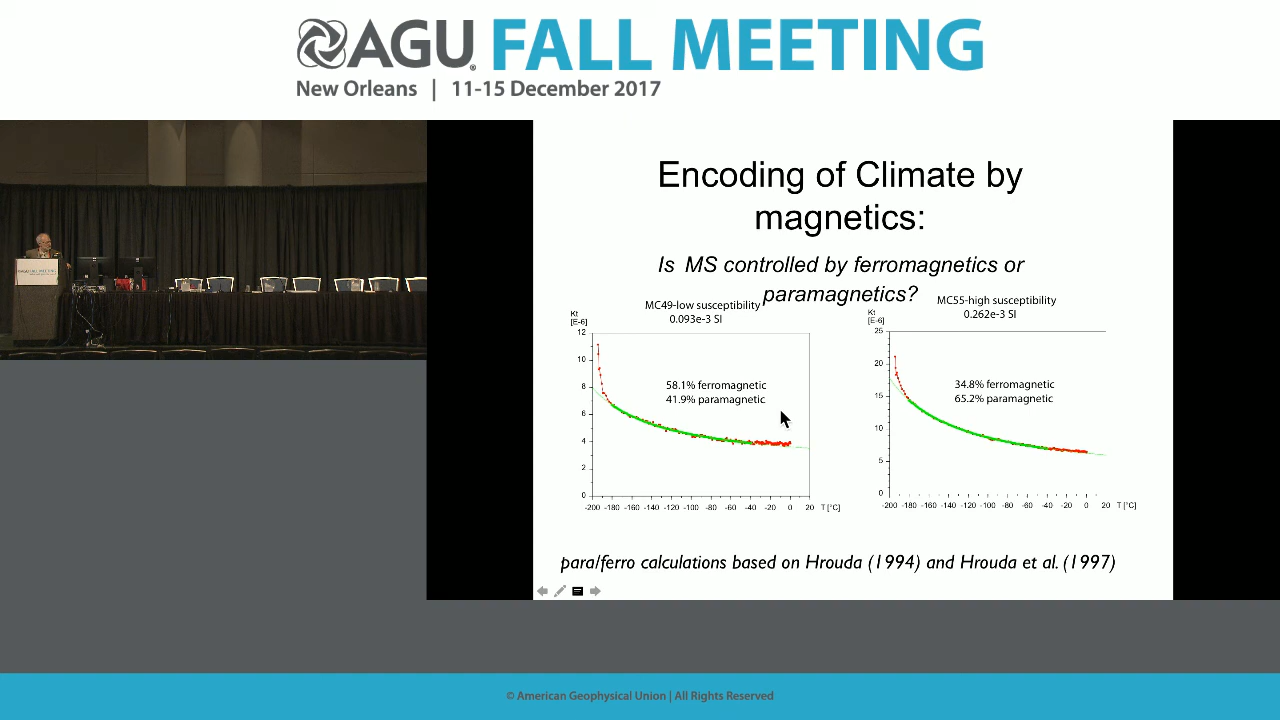 AGU FALL MEETING
New Orleans | 11-15 December 2017
AGU FALL MEETING
Encoding of Climate by
magnetics:
Is MS controlled by ferromagnetics or
paramagnetics?
MC49-low susceptibility
0.093e-3 SI
Kt
[E-6]
12
10
8
6
4
2
0
58.1% ferromagnetic
41.9% paramagnetic
-200 -180 -160 -140 -120 -100 -80 -60 -40 -20 0 20 T [°C]
MC55-high susceptibility
0.262e-3 SI
Kt
[E-6]
25
20
15
10
5
0
34.8% ferromagnetic
65.2% paramagnetic
-200 -180 -160 -140 -120 -100 -80 -60 -40 -20 0 20 T [°C]
para/ferro calculations based on Hrouda (1994) and Hrouda et al. (1997)
© American Geophysical Union | All Rights Reserved